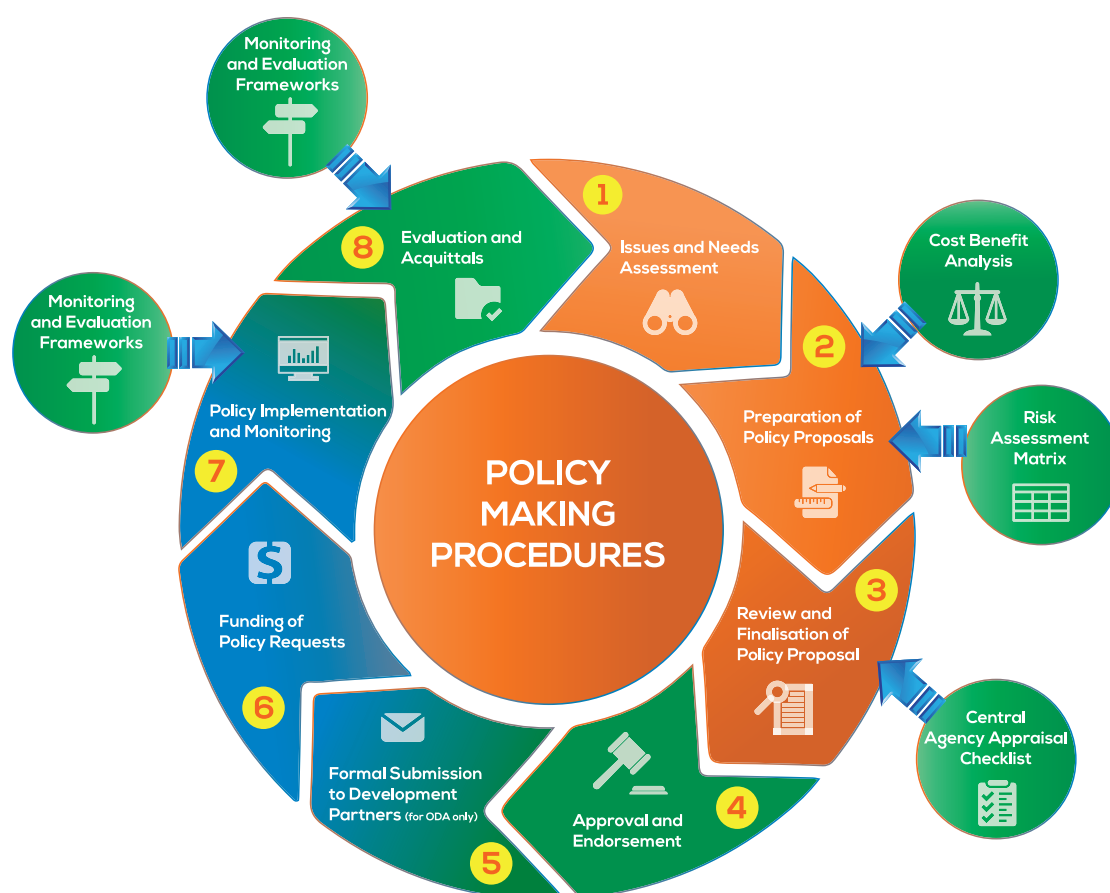 Monitoring
and Evaluation
Frameworks
1
Issues and Needs
Assessment
8
Evaluation and
Acquittals
Cost Benefit
Analysis
2
Preparation of
Policy Proposals
Risk
Assessment
Matrix
Monitoring
and Evaluation
Frameworks
Policy Implementation
and Monitoring
7
POLICY
MAKING
PROCEDURES
3
Review and
Finalisation of
Policy Proposal
Central
Agency Appraisal
Checklist
4
Approval and
Endorsement
Formal Submission
to Development
Partners (for ODA only)
5
S
Funding of
Policy Requests
6